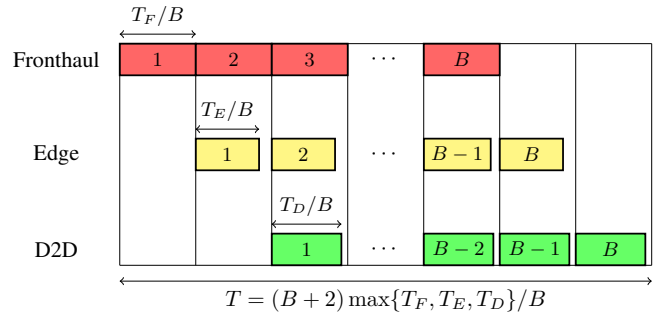 T_F/B
Fronthaul 1 2 3 ··· B
T_E/B
Edge 1 2 ··· B − 1 B
T_D/B
D2D 1 ··· B − 2 B − 1 B
T = (B + 2) max{T_F, T_E, T_D}/B